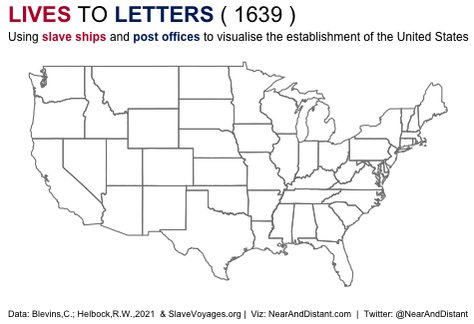 LIVES TO LETTERS ( 1639 )
Using slave ships and post offices to visualise the establishment of the United States
Data: Blevins,C.; Helbock,R.W.,2021 & SlaveVoyages.org | Viz: NearAndDistant.com | Twitter: @NearAndDistant